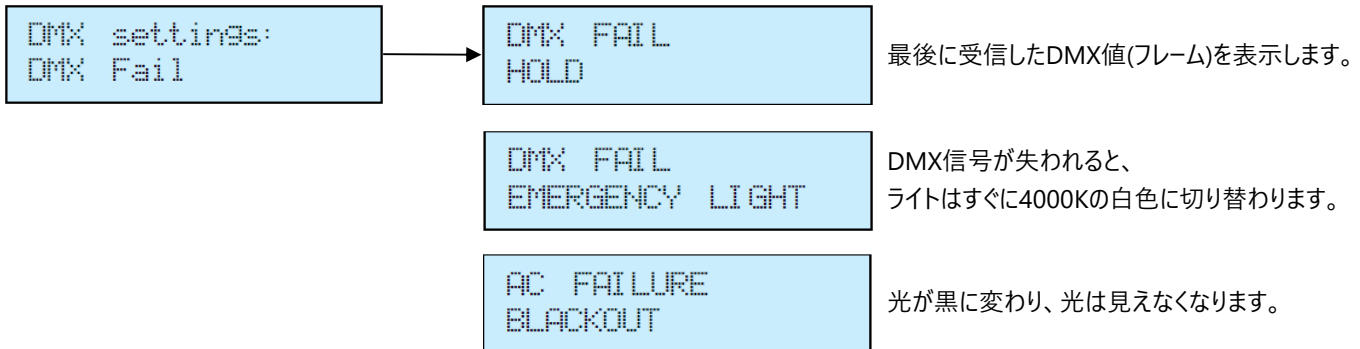 DMX settings:
DMX Fail
DMX FAIL
HOLD
最後に受信したDMX値(フレーム)を表示します。
DMX FAIL
EMERGENCY LIGHT
DMX信号が失われると、
ライトはすぐに4000Kの白色に切り替わります。
AC FAILURE
BLACKOUT
光が黒に変わり、光は見えなくなります。